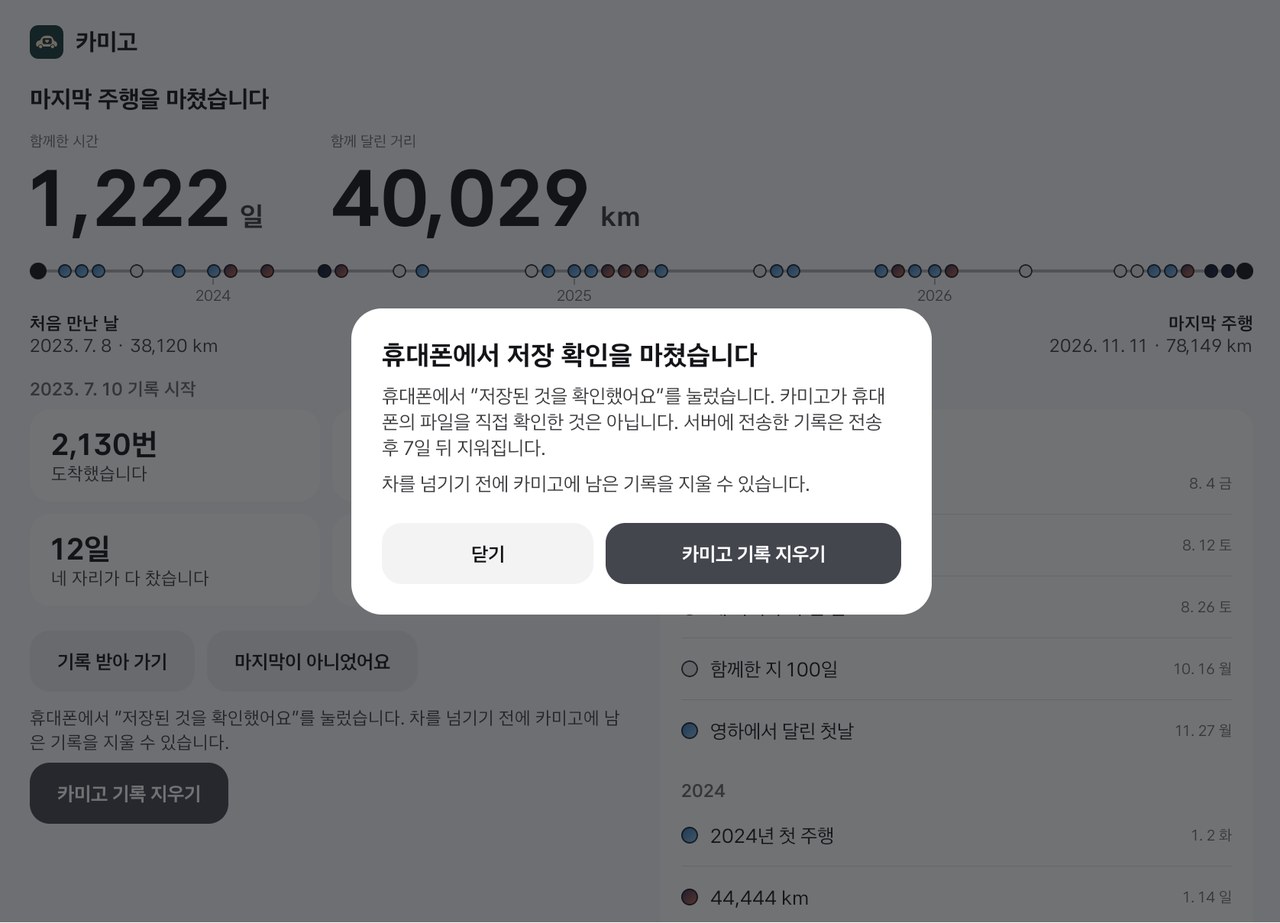 카미고
마지막 주행을 마쳤습니다
함께한 시간
함께 달린 거리
1,222 일
40,029 km
2024
2025
2026
처음 만난 날
2023. 7. 8 · 38,120 km
마지막 주행
2026. 11. 11 · 78,149 km
2023. 7. 10 기록 시작
2,130번
도착했습니다
12일
네 자리가 다 찼습니다
기록 받아 가기
마지막이 아니었어요
휴대폰에서 "저장된 것을 확인했어요"를 눌렀습니다. 차를 넘기기 전에 카미고에 남
은 기록을 지울 수 있습니다.
카미고 기록 지우기
휴대폰에서 저장 확인을 마쳤습니다
휴대폰에서 "저장된 것을 확인했어요"를 눌렀습니다. 카미고가 휴대
폰의 파일을 직접 확인한 것은 아닙니다. 서버에 전송한 기록은 전송
후 7일 뒤 지워집니다.
차를 넘기기 전에 카미고에 남은 기록을 지울 수 있습니다.
닫기
카미고 기록 지우기
8. 4 금
8. 12 토
8. 26 토
함께한 지 100일
10. 16 월
영하에서 달린 첫날
11. 27 월
2024
2024년 첫 주행
1. 2 화
44,444 km
1. 14 일